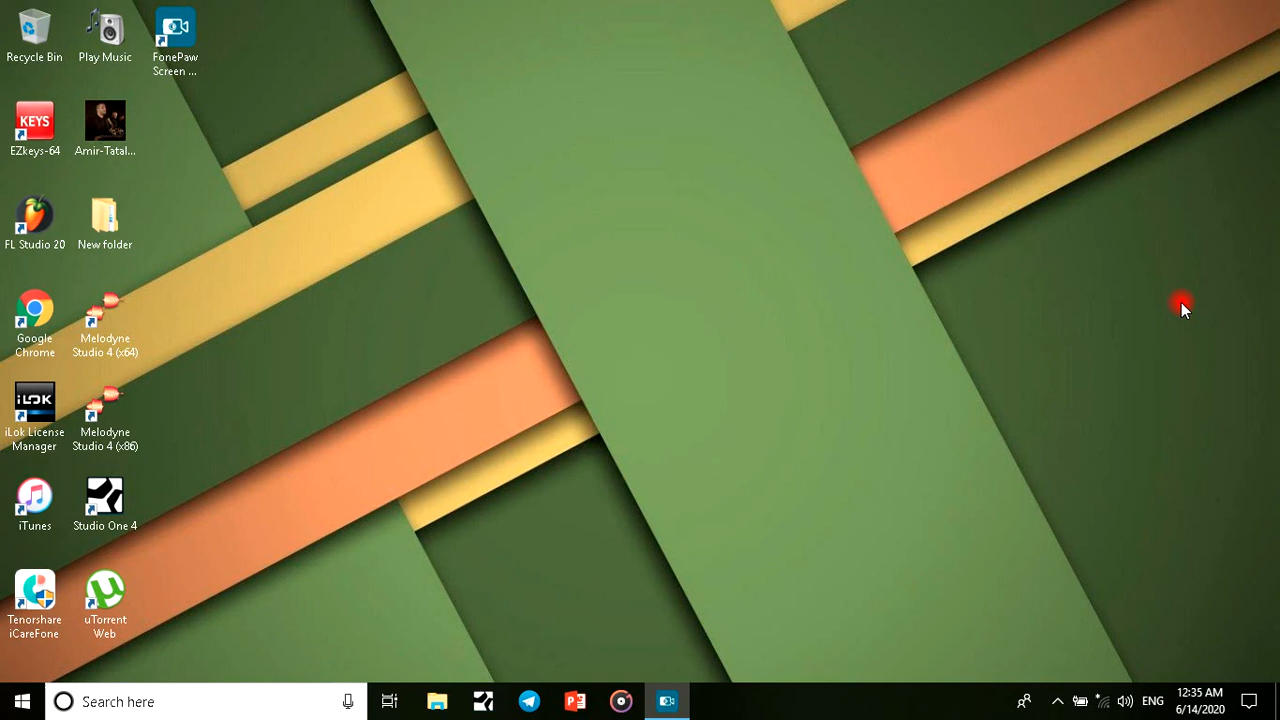 Recycle Bin
Play Music
FonePaw
Screen ...
KEYS
EZkeys-64
Amir-Tatal...
FL Studio 20
New folder
Google
Chrome
Melodyne
Studio 4 (x64)
iLOK
iLok License
Manager
Melodyne
Studio 4 (x86)
iTunes
Studio One 4
Tenorshare
iCareFone
uTorrent
Web
Search here
ENG
12:35 AM
6/14/2020